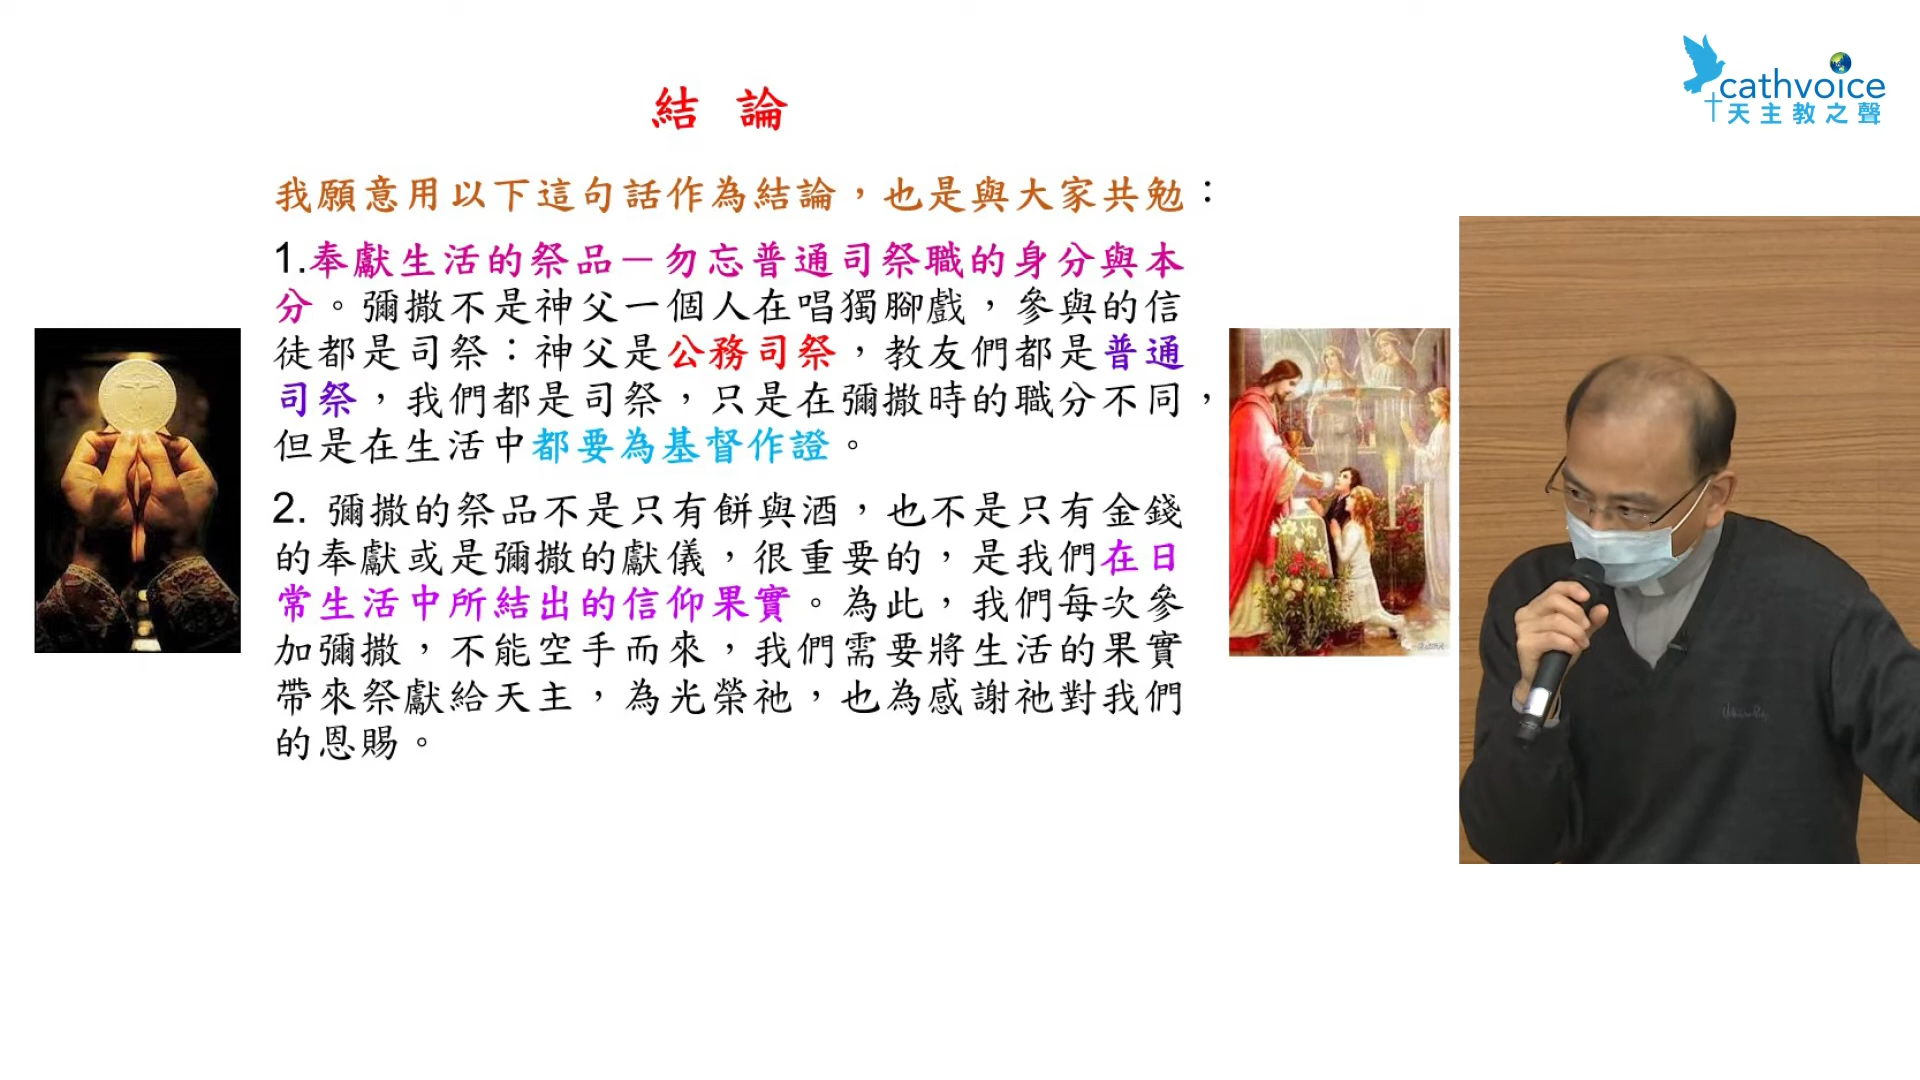 cathvoice
天主教之聲
結 論
我願意用以下這句話作為結論，也是與大家共勉：
1.奉獻生活的祭品－勿忘普通司祭職的身分與本
分。彌撒不是神父一個人在唱獨腳戲，參與的信
徒都是司祭：神父是公務司祭，教友們都是普通
司祭，我們都是司祭，只是在彌撒時的職分不同，
但是在生活中都要為基督作證。
2. 彌撒的祭品不是只有餅與酒，也不是只有金錢
的奉獻或是彌撒的獻儀，很重要的，是我們在日
常生活中所結出的信仰果實。為此，我們每次參
加彌撒，不能空手而來，我們需要將生活的果實
帶來祭獻給天主，為光榮祂，也為感謝祂對我們
的恩賜。